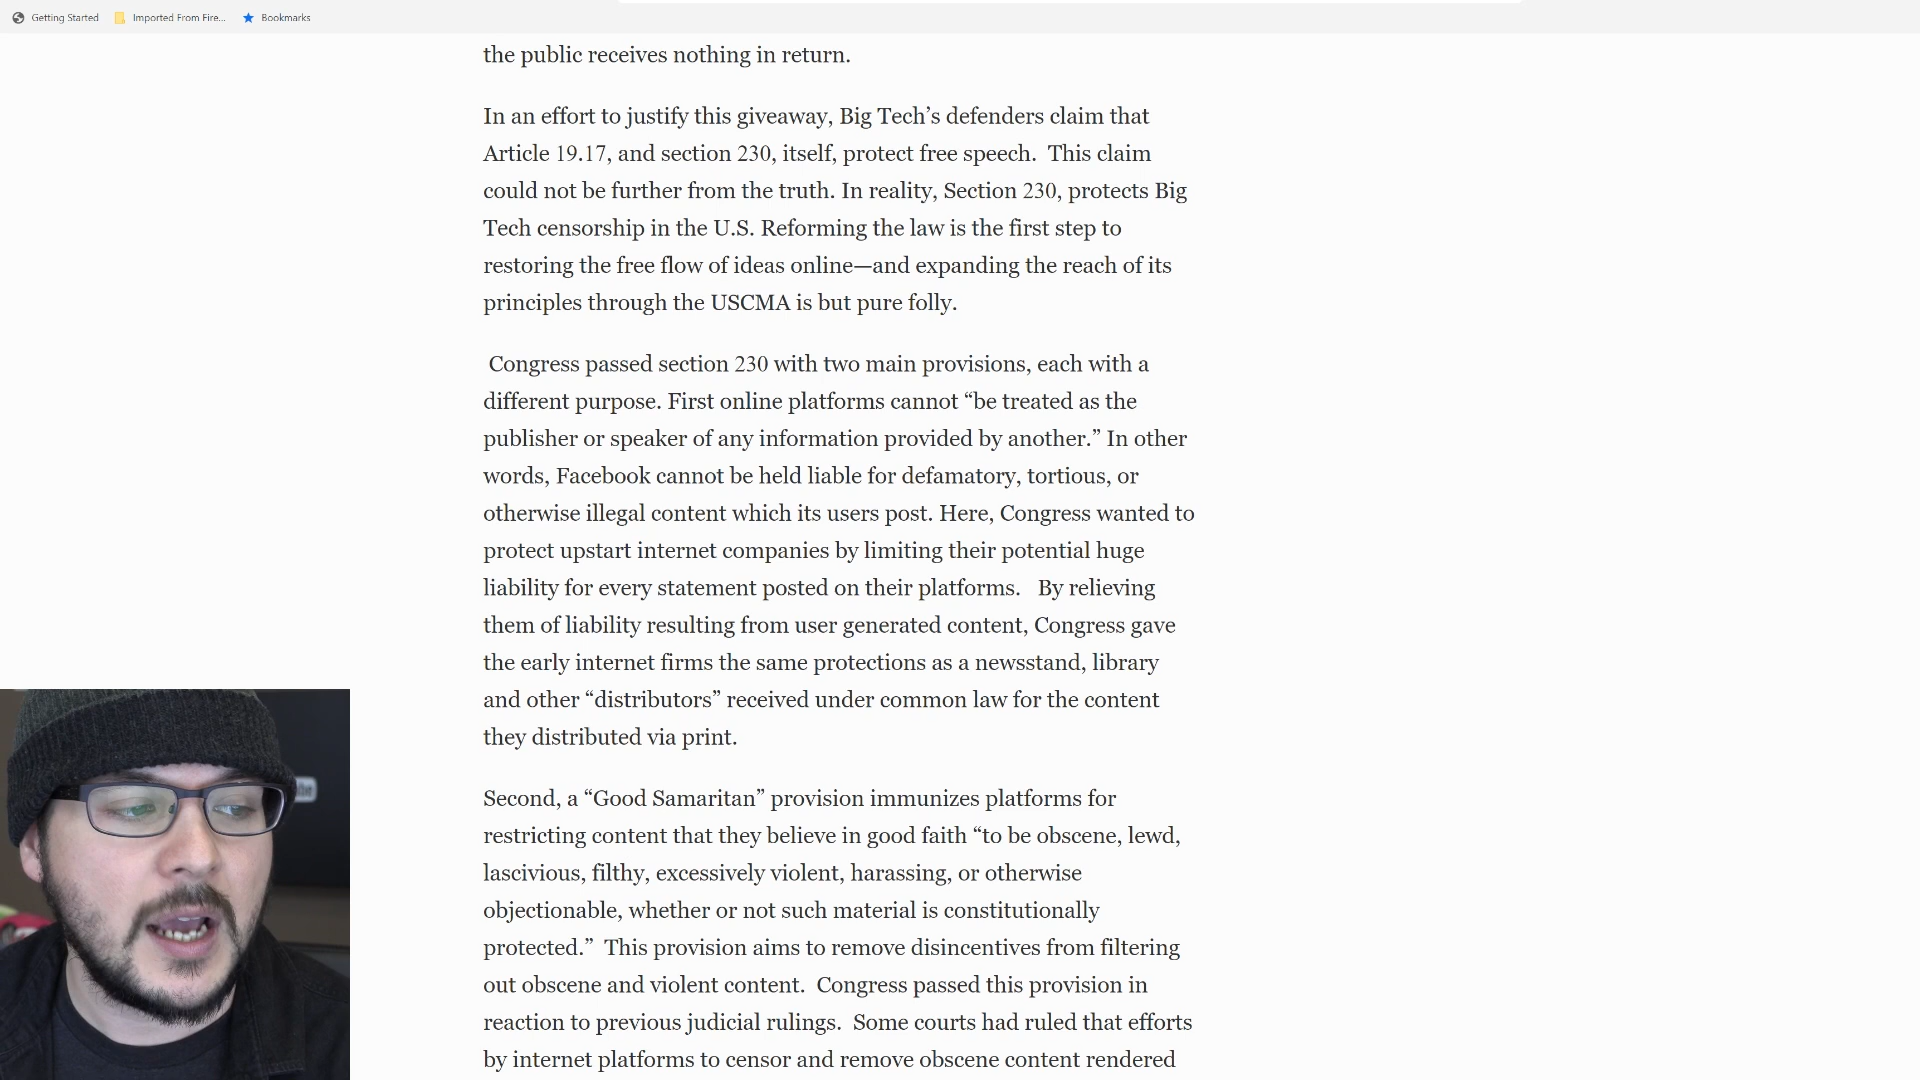 Getting Started
Imported From Fire...
Bookmarks
the public receives nothing in return.
In an effort to justify this giveaway, Big Tech’s defenders claim that
Article 19.17, and section 230, itself, protect free speech.  This claim
could not be further from the truth. In reality, Section 230, protects Big
Tech censorship in the U.S. Reforming the law is the first step to
restoring the free flow of ideas online—and expanding the reach of its
principles through the USCMA is but pure folly.
Congress passed section 230 with two main provisions, each with a
different purpose. First online platforms cannot “be treated as the
publisher or speaker of any information provided by another.” In other
words, Facebook cannot be held liable for defamatory, tortious, or
otherwise illegal content which its users post. Here, Congress wanted to
protect upstart internet companies by limiting their potential huge
liability for every statement posted on their platforms.   By relieving
them of liability resulting from user generated content, Congress gave
the early internet firms the same protections as a newsstand, library
and other “distributors” received under common law for the content
they distributed via print.
Second, a “Good Samaritan” provision immunizes platforms for
restricting content that they believe in good faith “to be obscene, lewd,
lascivious, filthy, excessively violent, harassing, or otherwise
objectionable, whether or not such material is constitutionally
protected.”  This provision aims to remove disincentives from filtering
out obscene and violent content.  Congress passed this provision in
reaction to previous judicial rulings.  Some courts had ruled that efforts
by internet platforms to censor and remove obscene content rendered